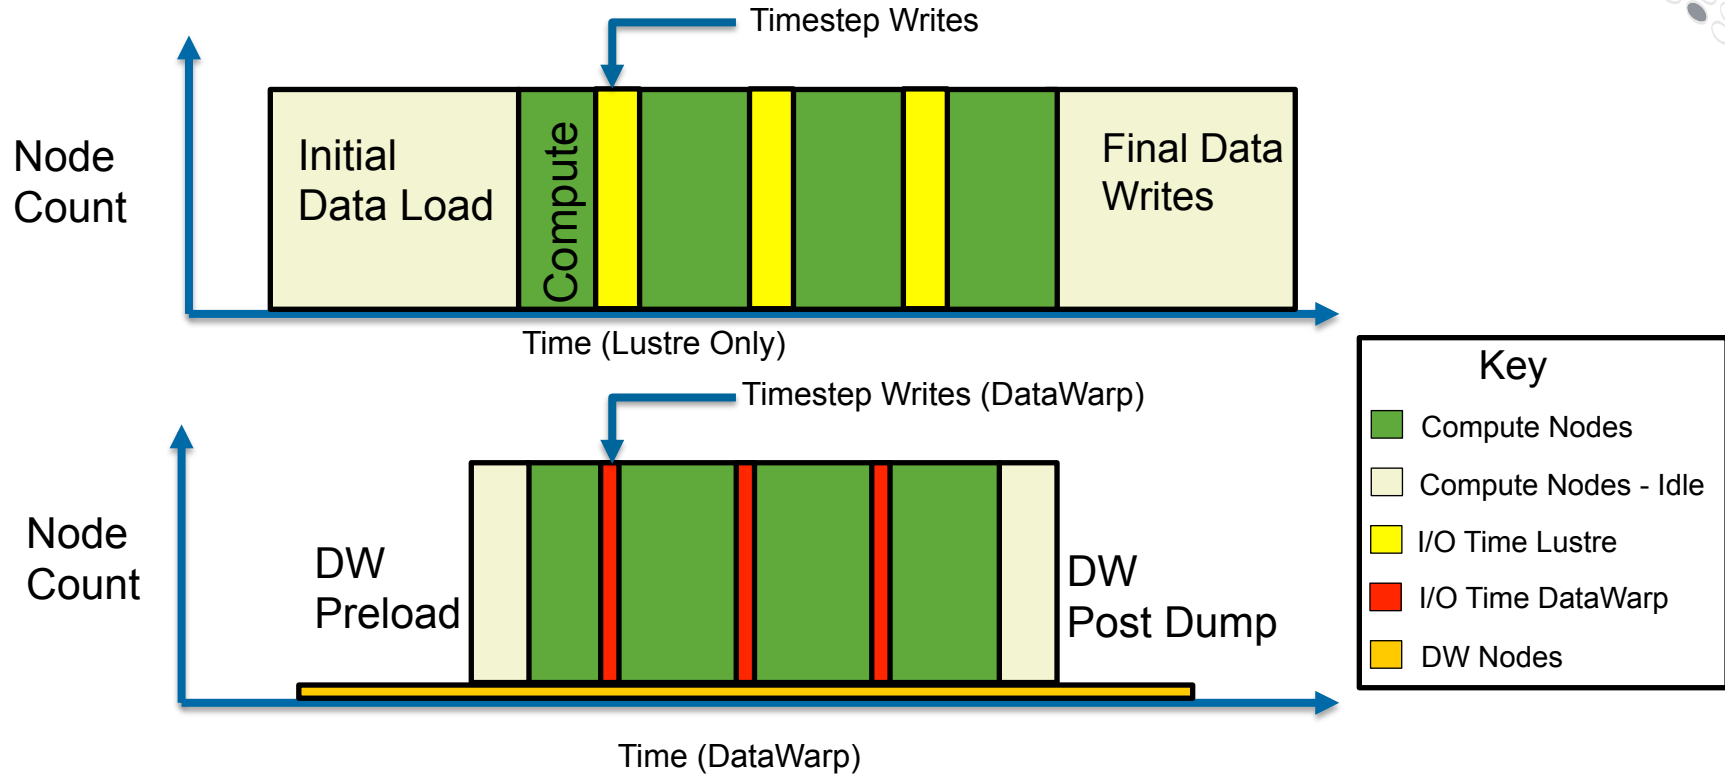 Timestep Writes
Node
Count
Initial
Data Load
Compute
Final Data
Writes
Time (Lustre Only)
Timestep Writes (DataWarp)
Node
Count
DW
Preload
DW
Post Dump
Time (DataWarp)
Key
Compute Nodes
Compute Nodes - Idle
I/O Time Lustre
I/O Time DataWarp
DW Nodes